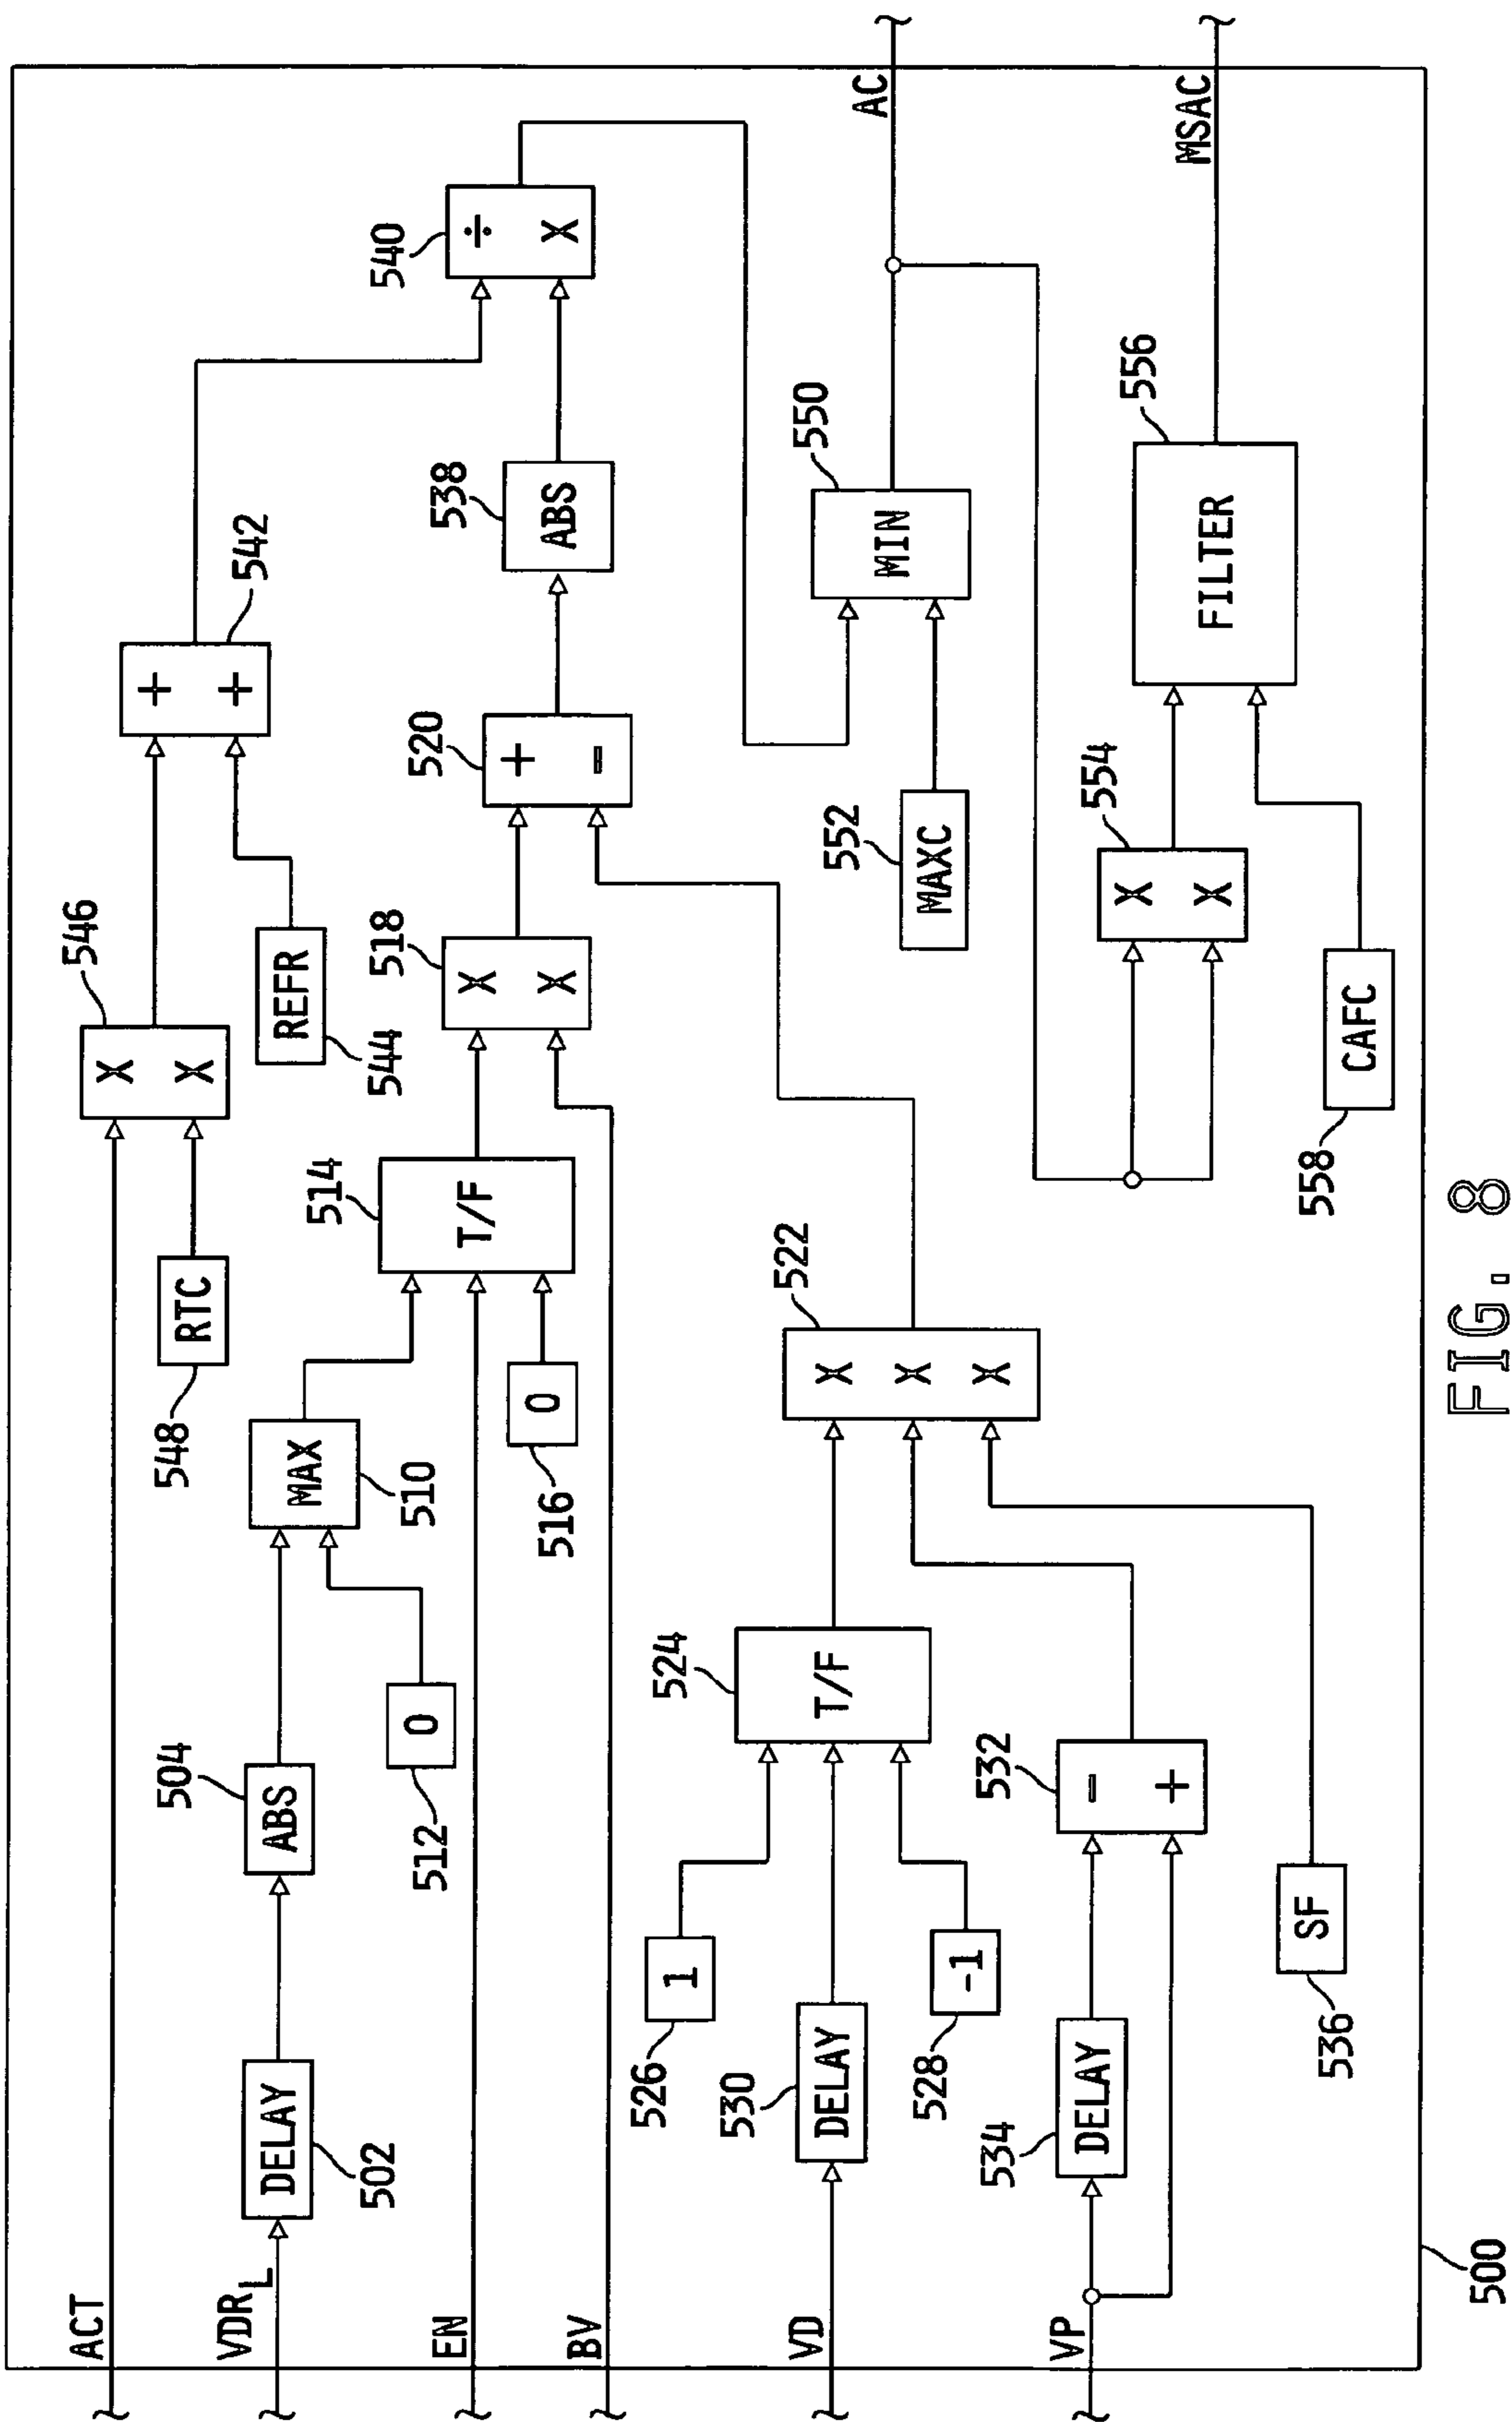 ACT
VDRL
EN
BV
VD
VP
546
X
X
548
RTC
544
REFR
542
+
+
540
÷
X
502
DELAY
504
ABS
512
0
510
MAX
514
T/F
516
0
518
X
X
520
+
-
538
ABS
526
1
530
DELAY
528
-1
524
T/F
534
DELAY
532
-
+
536
SF
522
X
X
X
552
MAXC
550
MIN
AC
554
X
X
558
CAFC
556
FILTER
MSAC
500
FIG. 8